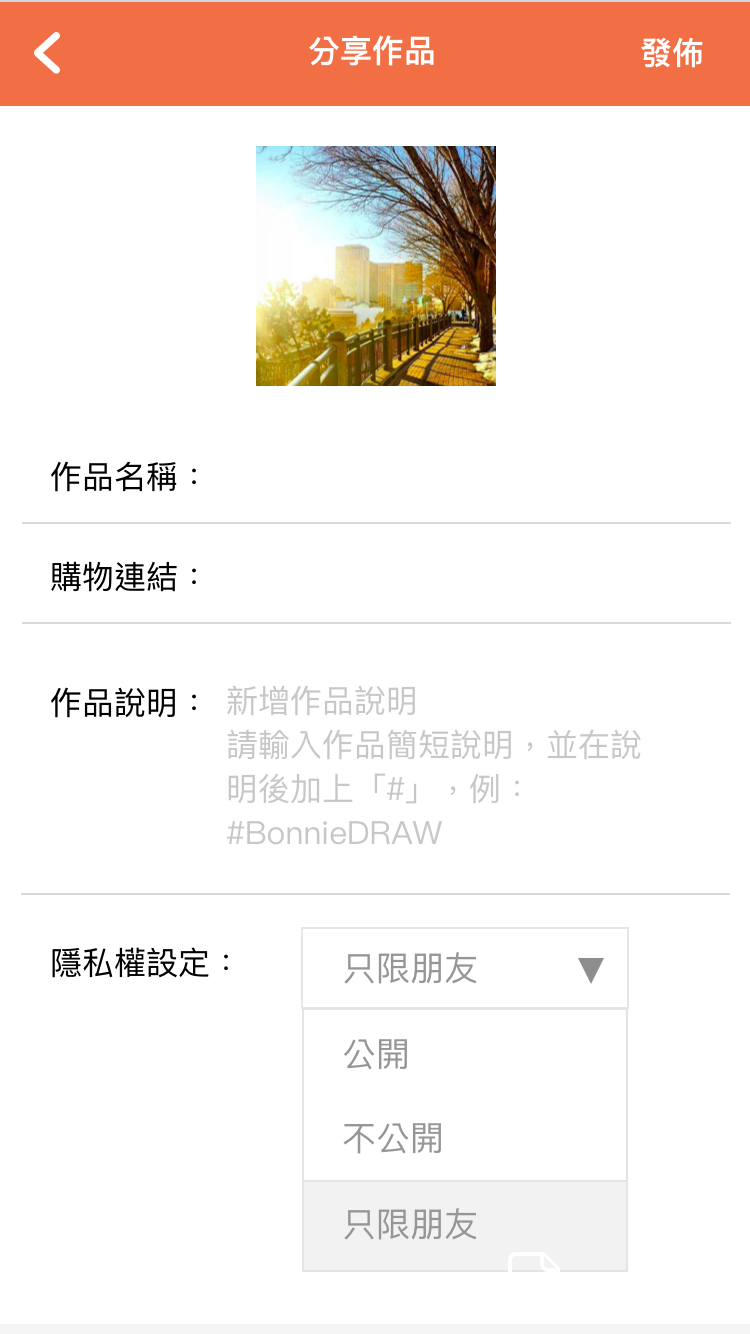 分享作品
發佈
作品名稱：
購物連結：
作品說明：
新增作品說明
請輸入作品簡短說明，並在說
明後加上「#」，例：
#BonnieDRAW
隱私權設定：
只限朋友 ▼
公開
不公開
只限朋友